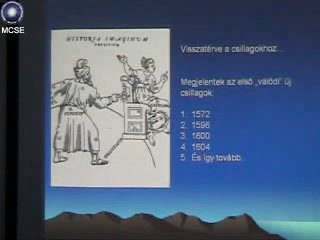 MCSE
HISTORIA IMAGINUM
Visszatérve a csillagokhoz...
Megjelentek az első „valódi" új
csillagok:
1. 1572
2. 1596
3. 1600
4. 1604
5. És így tovább...